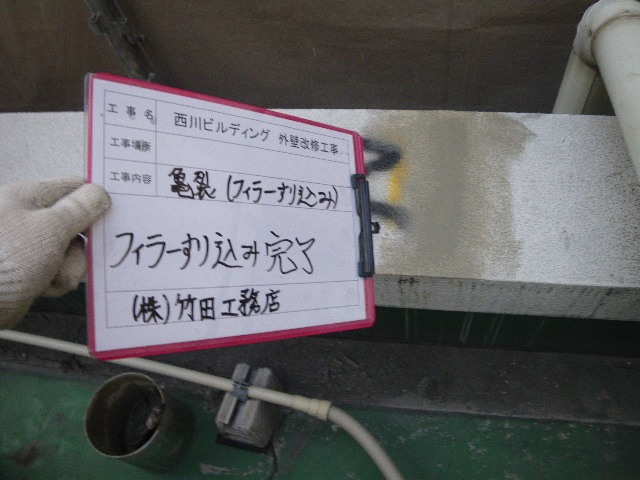 工事名 西川ビルディング 外壁改修工事
工事場所
工事内容 亀裂(フィラーすり込み)
フィラーすり込み完了
(株)竹田工務店